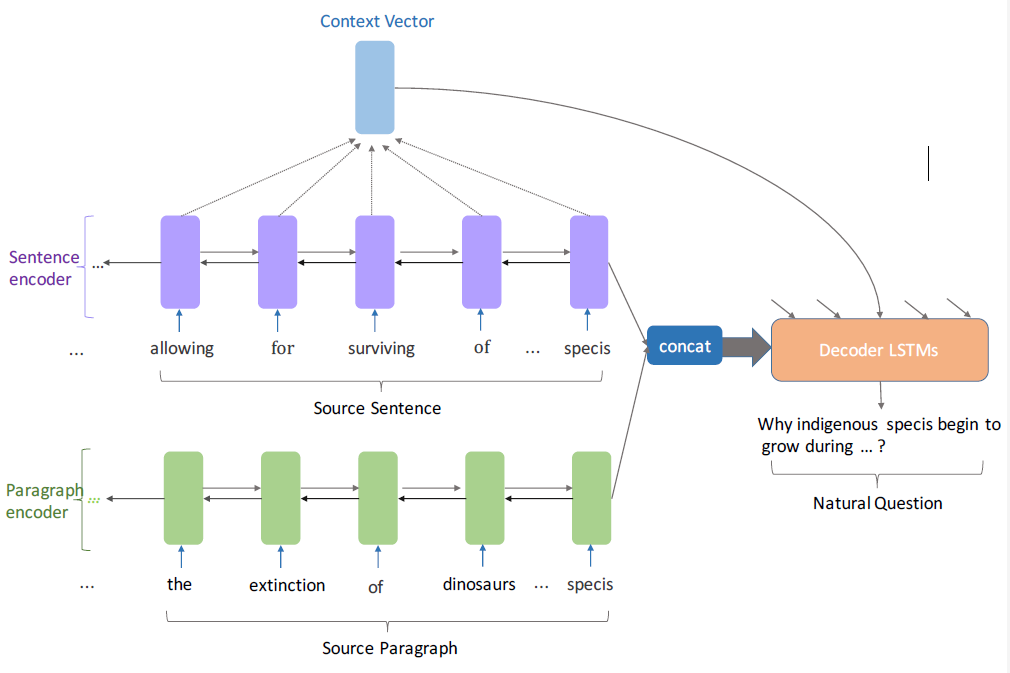 Context Vector
Sentence
encoder
...
... allowing for surviving of ... specis
Source Sentence
concat
Decoder LSTMs
Why indigenous specis begin to
grow during ... ?
Natural Question
Paragraph
encoder
...
... the extinction of dinosaurs ... specis
Source Paragraph